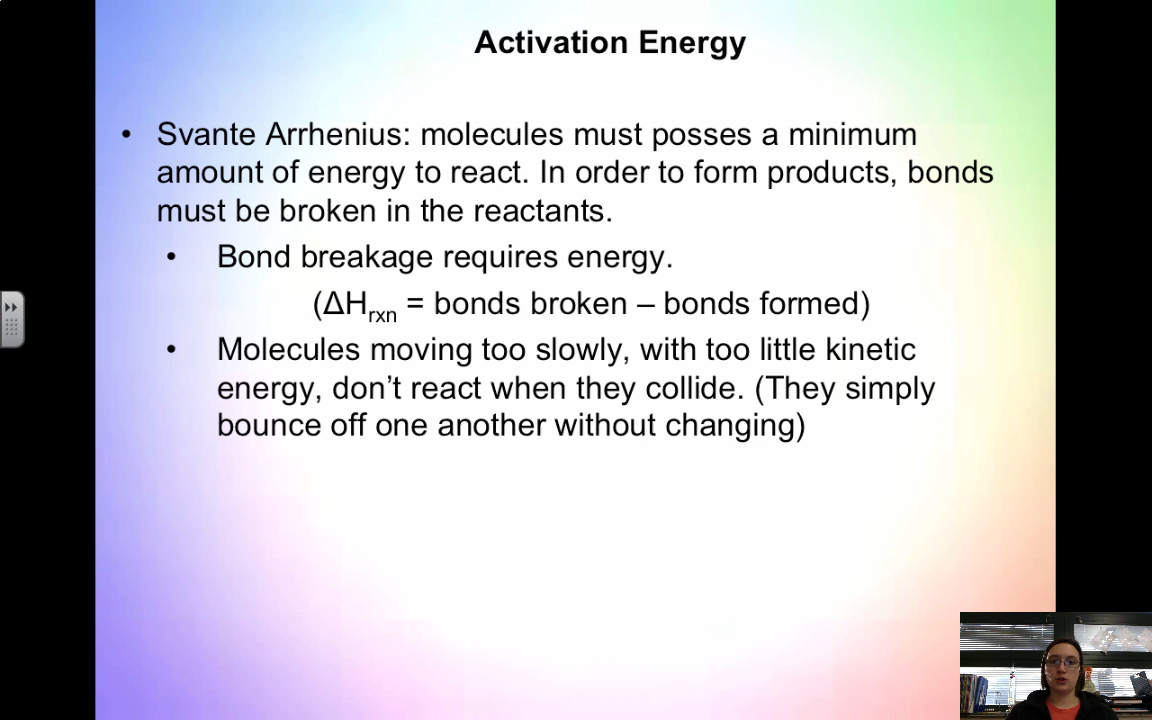 Activation Energy
• Svante Arrhenius: molecules must posses a minimum
amount of energy to react. In order to form products, bonds
must be broken in the reactants.
• Bond breakage requires energy.
(ΔHrxn = bonds broken – bonds formed)
• Molecules moving too slowly, with too little kinetic
energy, don’t react when they collide. (They simply
bounce off one another without changing)